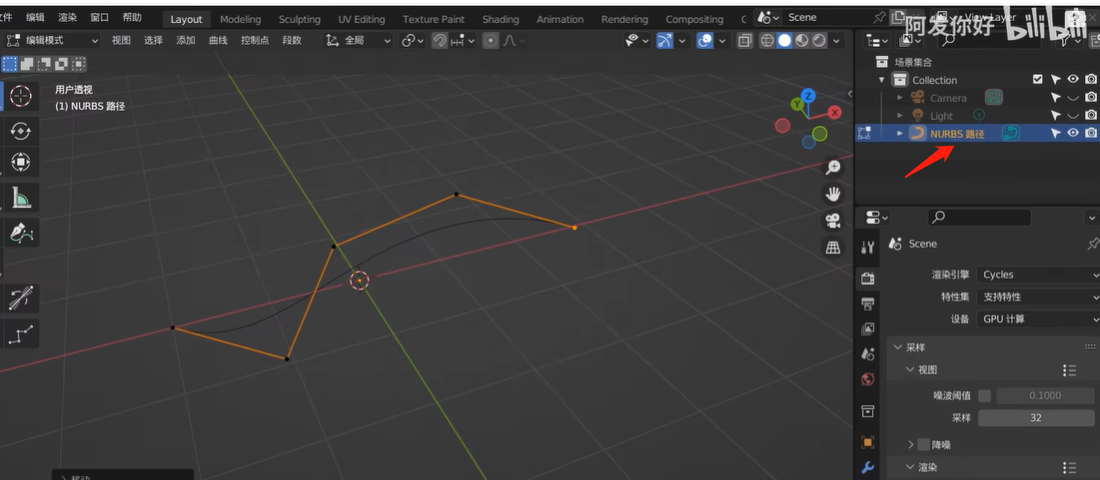 文件 编辑 渲染 窗口 帮助 Layout Modeling Sculpting UV Editing Texture Paint Shading Animation Rendering Compositing Scene View Layer
阿发你好 bilibili
编辑模式 视图 选择 添加 曲线 控制点 段数 全局
用户透视
(1) NURBS 路径
Z
Y
X
场景集合
Collection
Camera
Light
NURBS 路径
Scene
渲染引擎 Cycles
特性集 支持特性
设备 GPU 计算
采样
视图
噪波阈值 0.1000
采样 32
降噪
渲染
移动